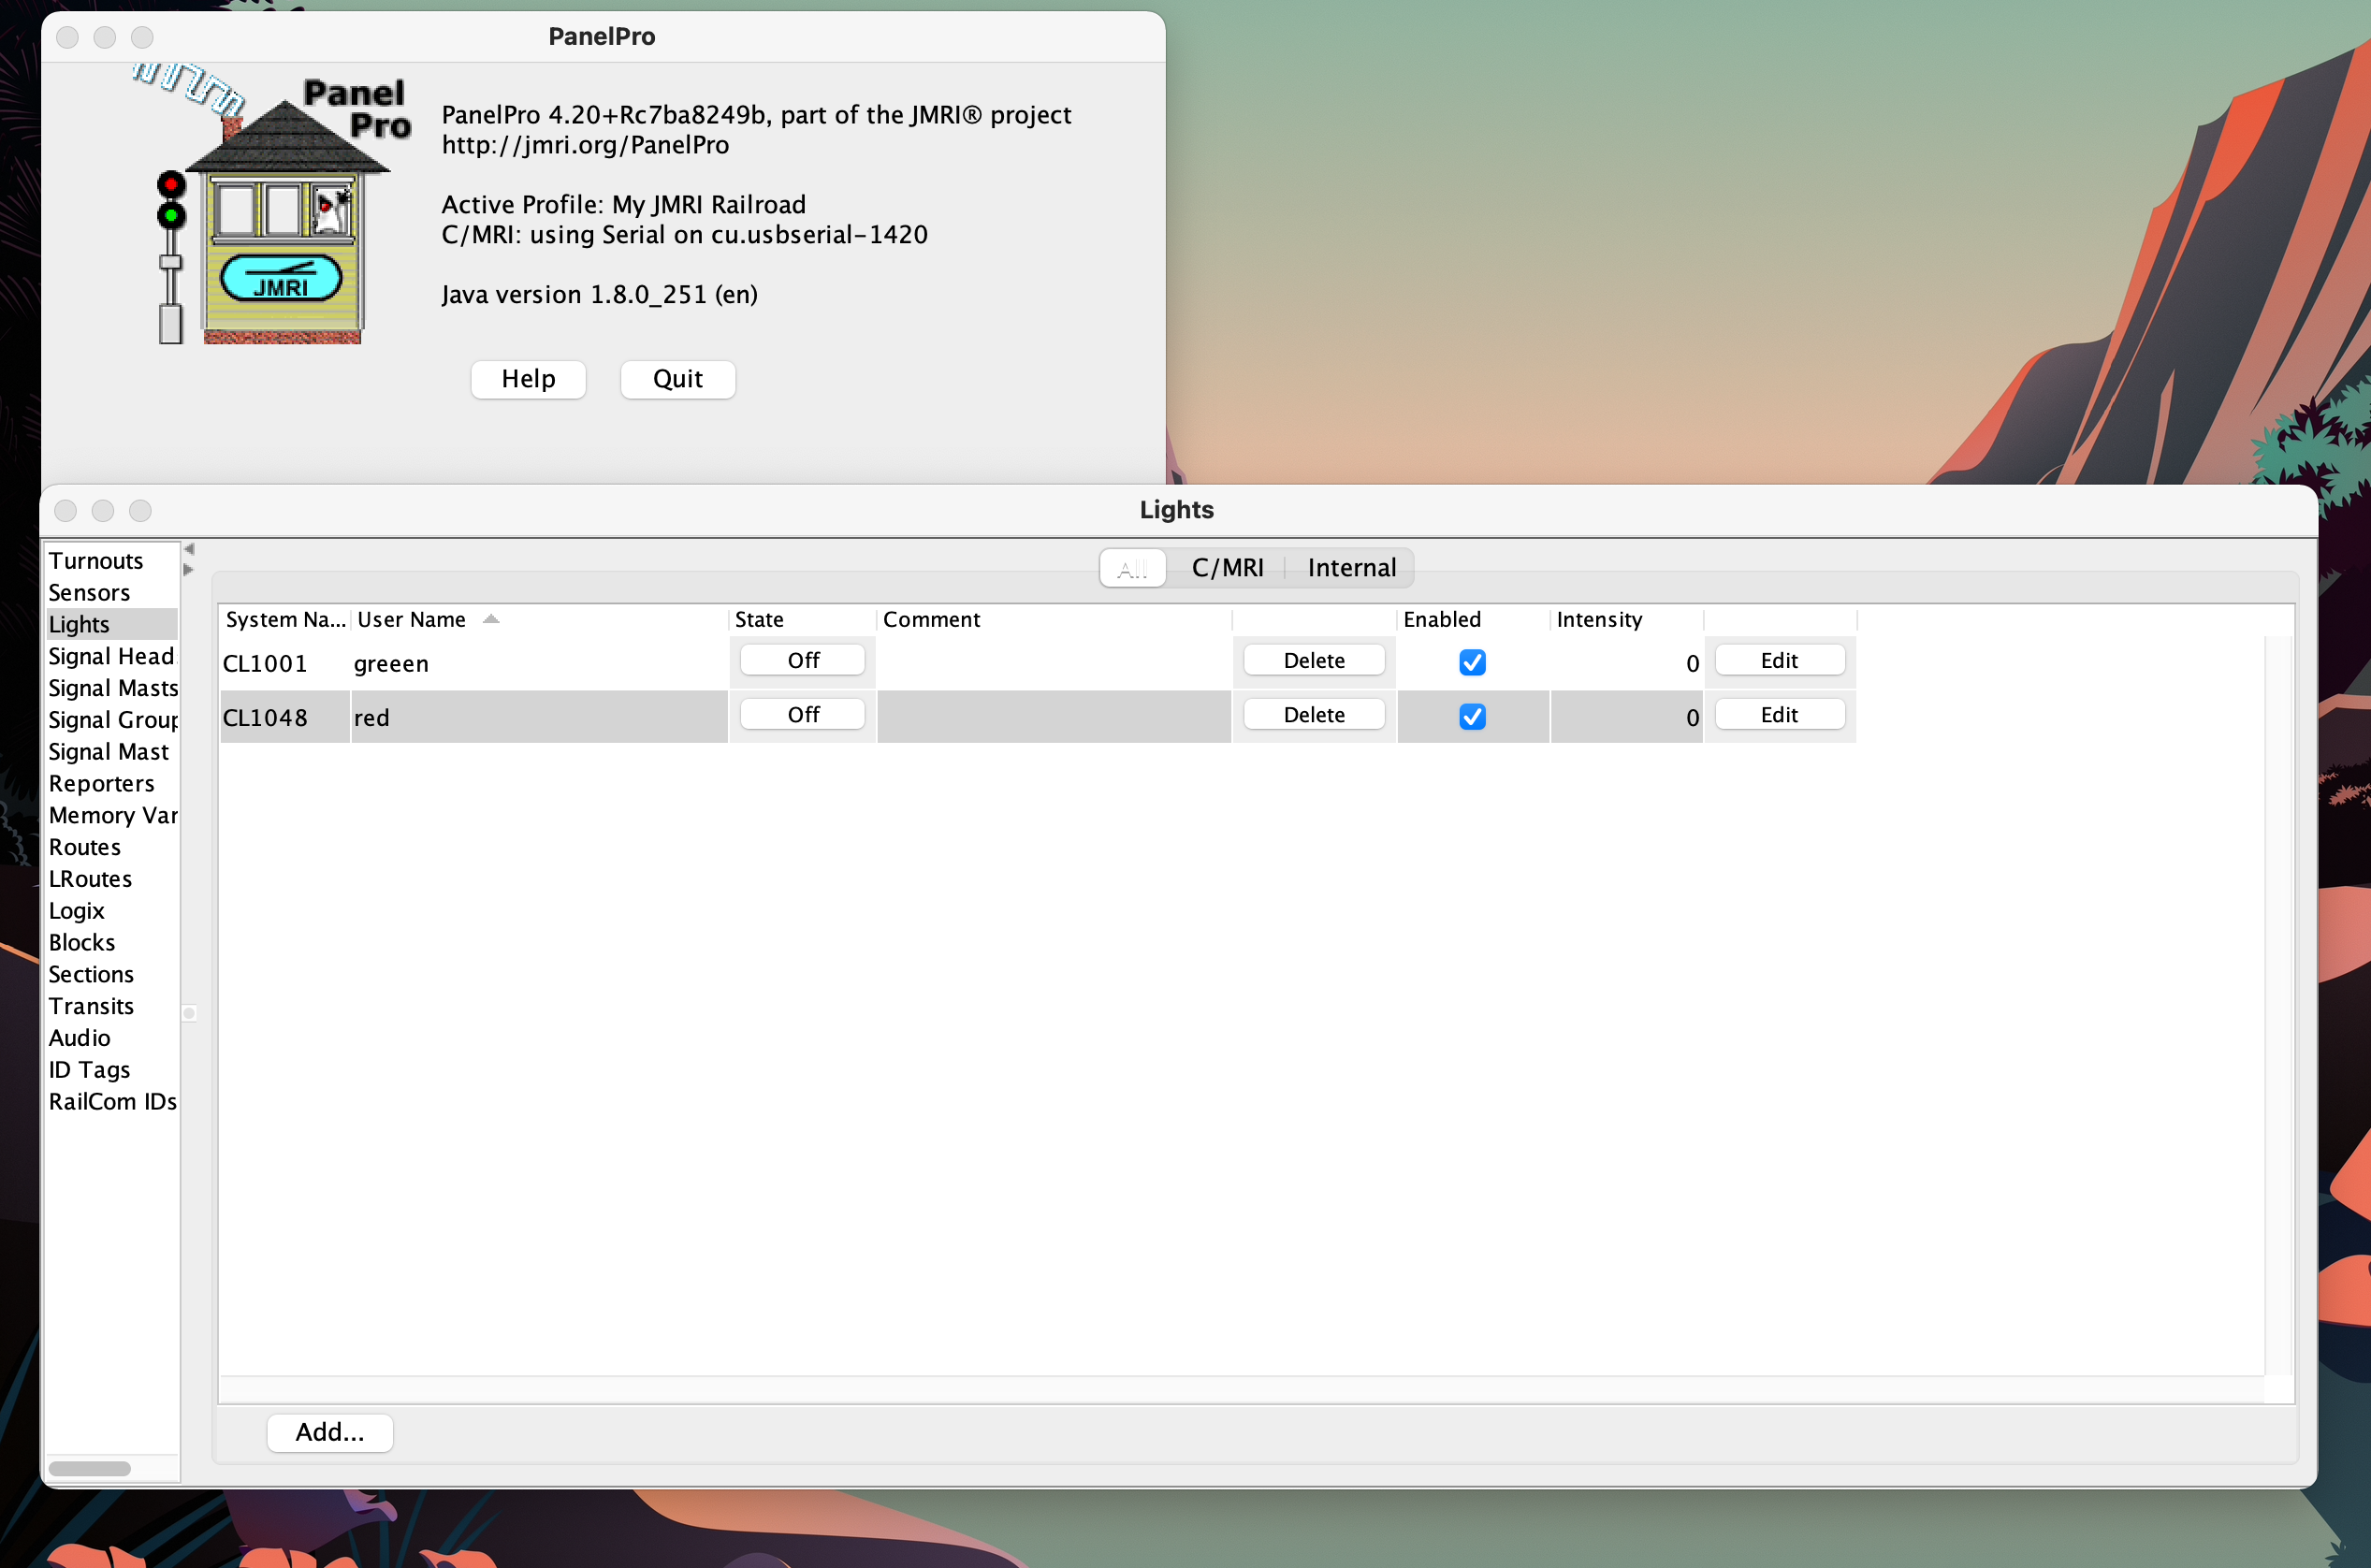 PanelPro
Panel
Pro
JMRI
PanelPro 4.20+Rc7ba8249b, part of the JMRI® project
http://jmri.org/PanelPro
Active Profile: My JMRI Railroad
C/MRI: using Serial on cu.usbserial-1420
Java version 1.8.0_251 (en)
Help Quit
Lights
Turnouts
Sensors
Lights
Signal Head
Signal Masts
Signal Group
Signal Mast
Reporters
Memory Var
Routes
LRoutes
Logix
Blocks
Sections
Transits
Audio
ID Tags
RailCom IDs
All C/MRI Internal
System Na... User Name State Comment Enabled Intensity
CL1001 greeen Off Delete 0 Edit
CL1048 red Off Delete 0 Edit
Add...